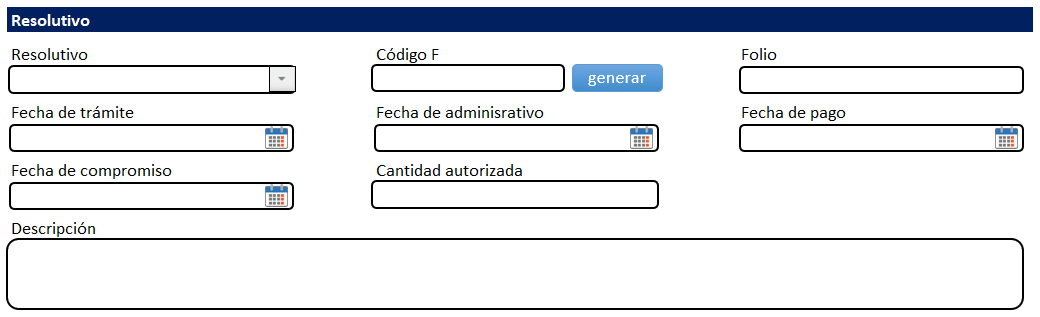 Resolutivo
Resolutivo Código F Folio
generar
Fecha de trámite Fecha de adminisrativo Fecha de pago
Fecha de compromiso Cantidad autorizada
Descripción